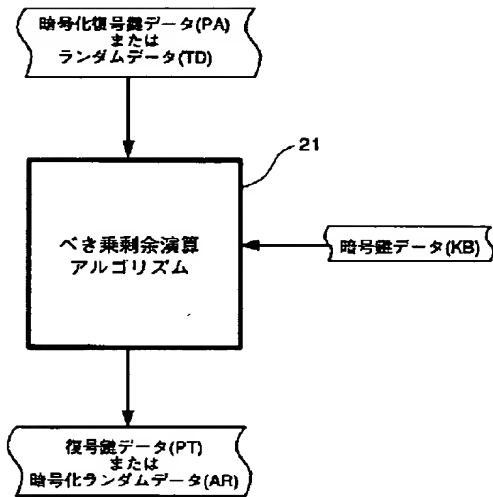 暗号化復号鍵データ(PA)
または
ランダムデータ(TD)
21
べき乗剰余演算
アルゴリズム
暗号鍵データ(KB)
復号鍵データ(PT)
または
暗号化ランダムデータ(AR)